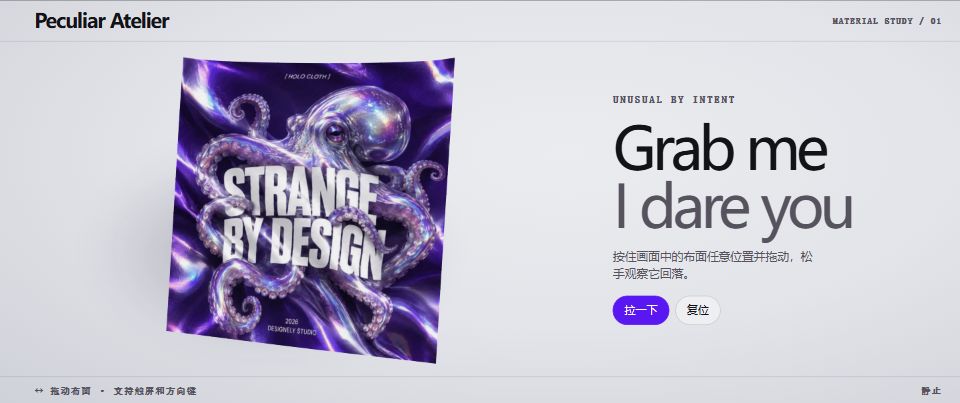 Peculiar Atelier
MATERIAL STUDY / 01
[ HOLO CLOTH ]
STRANGE
BY DESIGN
2026
DESIGNELY STUDIO
UNUSUAL BY INTENT
Grab me
I dare you
按住画面中的布面任意位置并拖动，松
手观察它回落。
拉一下
复位
↔ 拖动布面 · 支持触屏和方向键
静止